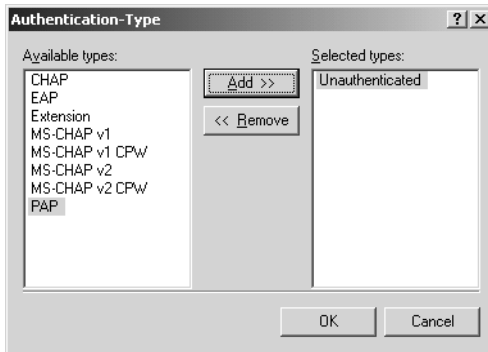 Authentication-Type
Available types:
CHAP
EAP
Extension
MS-CHAP v1
MS-CHAP v1 CPW
MS-CHAP v2
MS-CHAP v2 CPW
PAP
Add >>
<< Remove
Selected types:
Unauthenticated
OK
Cancel